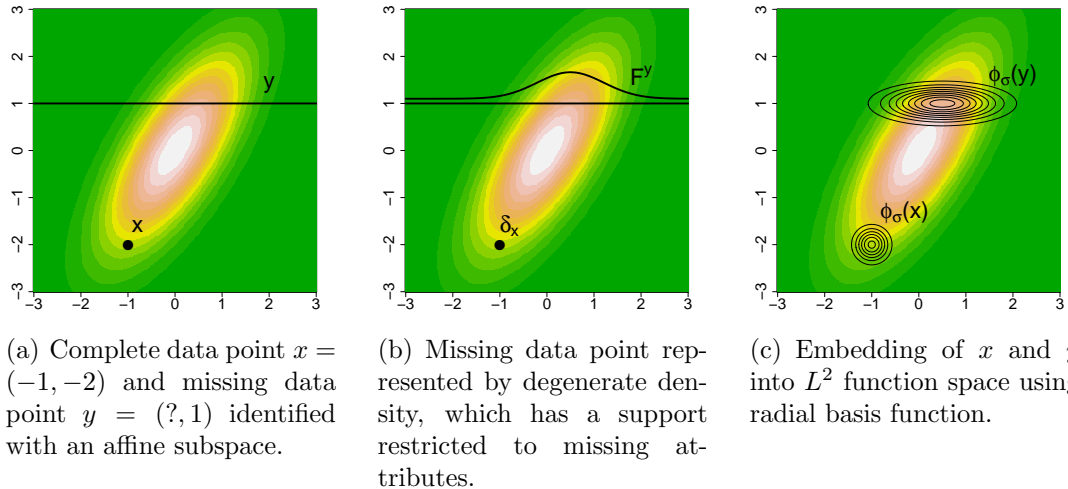 3
2
1
0
−1
−2
−3
−3 −2 −1 0 1 2 3
y
x
3
2
1
0
−1
−2
−3
−3 −2 −1 0 1 2 3
F^y
δ_x
3
2
1
0
−1
−2
−3
−3 −2 −1 0 1 2 3
ϕ_σ(y)
ϕ_σ(x)
(a) Complete data point x =
(−1, −2) and missing data
point y = (?, 1) identified
with an affine subspace.
(b) Missing data point rep-
resented by degenerate den-
sity, which has a support
restricted to missing at-
tributes.
(c) Embedding of x and
into L² function space using
radial basis function.